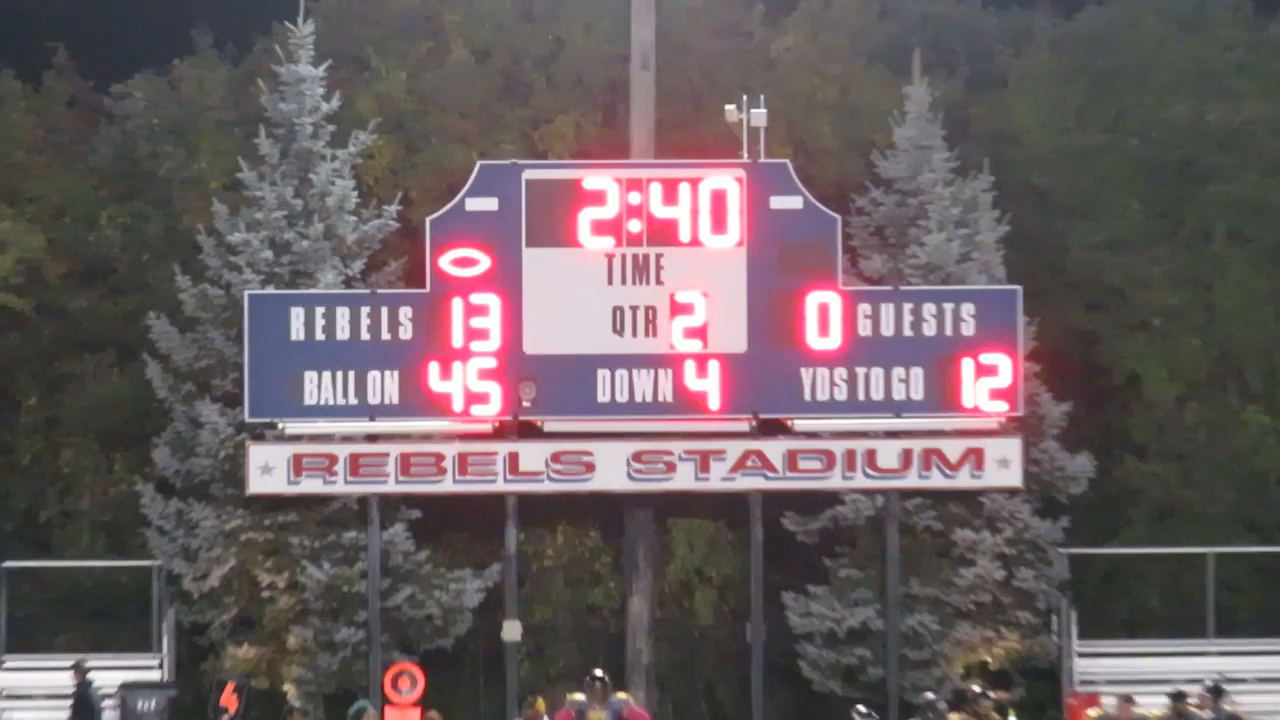 2:40
TIME
REBELS 13 QTR 2 0 GUESTS
BALL ON 45 DOWN 4 YDS TO GO 12
REBELS STADIUM